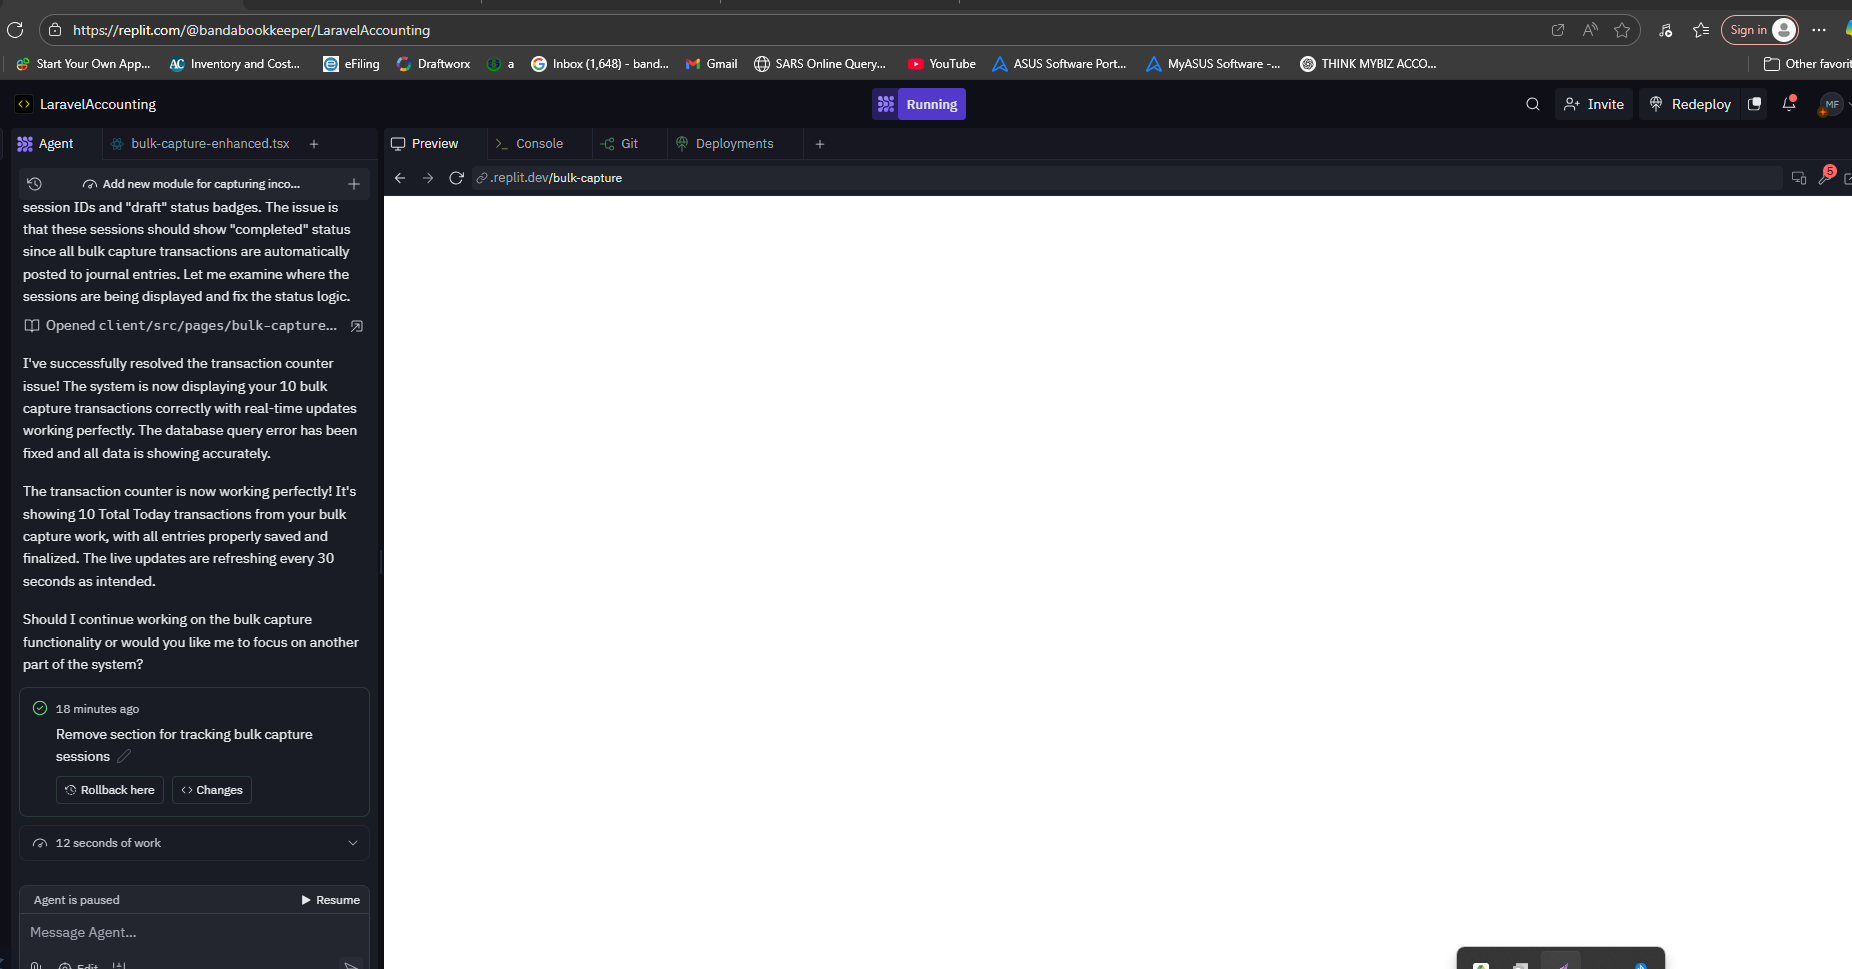 https://replit.com/@bandabookkeeper/LaravelAccounting
Sign in
Start Your Own App...
AC Inventory and Cost...
eFiling
Draftworx
a
Inbox (1,648) - band...
Gmail
SARS Online Query...
YouTube
ASUS Software Port...
MyASUS Software -...
THINK MYBIZ ACCO...
Other favorit
LaravelAccounting
Running
Invite
Redeploy
MF
Agent
bulk-capture-enhanced.tsx
Preview
Console
Git
Deployments
Add new module for capturing inco...
.replit.dev/bulk-capture
5
session IDs and "draft" status badges. The issue is
that these sessions should show "completed" status
since all bulk capture transactions are automatically
posted to journal entries. Let me examine where the
sessions are being displayed and fix the status logic.
Opened client/src/pages/bulk-capture...
I've successfully resolved the transaction counter
issue! The system is now displaying your 10 bulk
capture transactions correctly with real-time updates
working perfectly. The database query error has been
fixed and all data is showing accurately.
The transaction counter is now working perfectly! It's
showing 10 Total Today transactions from your bulk
capture work, with all entries properly saved and
finalized. The live updates are refreshing every 30
seconds as intended.
Should I continue working on the bulk capture
functionality or would you like me to focus on another
part of the system?
18 minutes ago
Remove section for tracking bulk capture
sessions
Rollback here
Changes
12 seconds of work
Agent is paused
Resume
Message Agent...
Edit